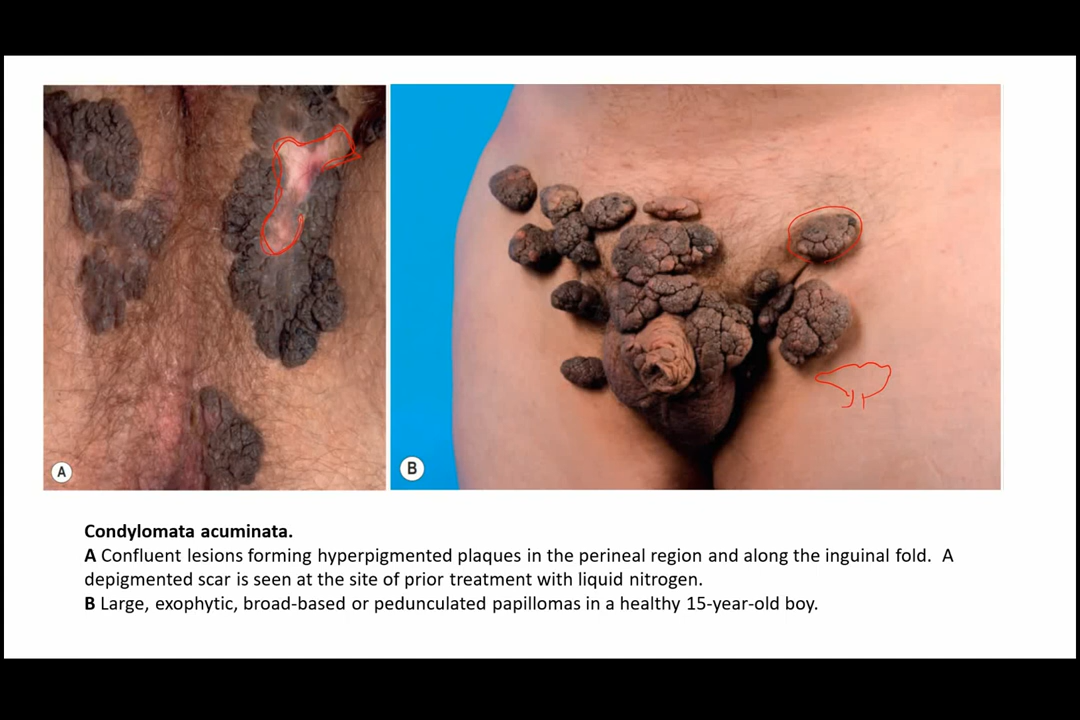 A
B
Condylomata acuminata.
A Confluent lesions forming hyperpigmented plaques in the perineal region and along the inguinal fold.  A
depigmented scar is seen at the site of prior treatment with liquid nitrogen.
B Large, exophytic, broad-based or pedunculated papillomas in a healthy 15-year-old boy.